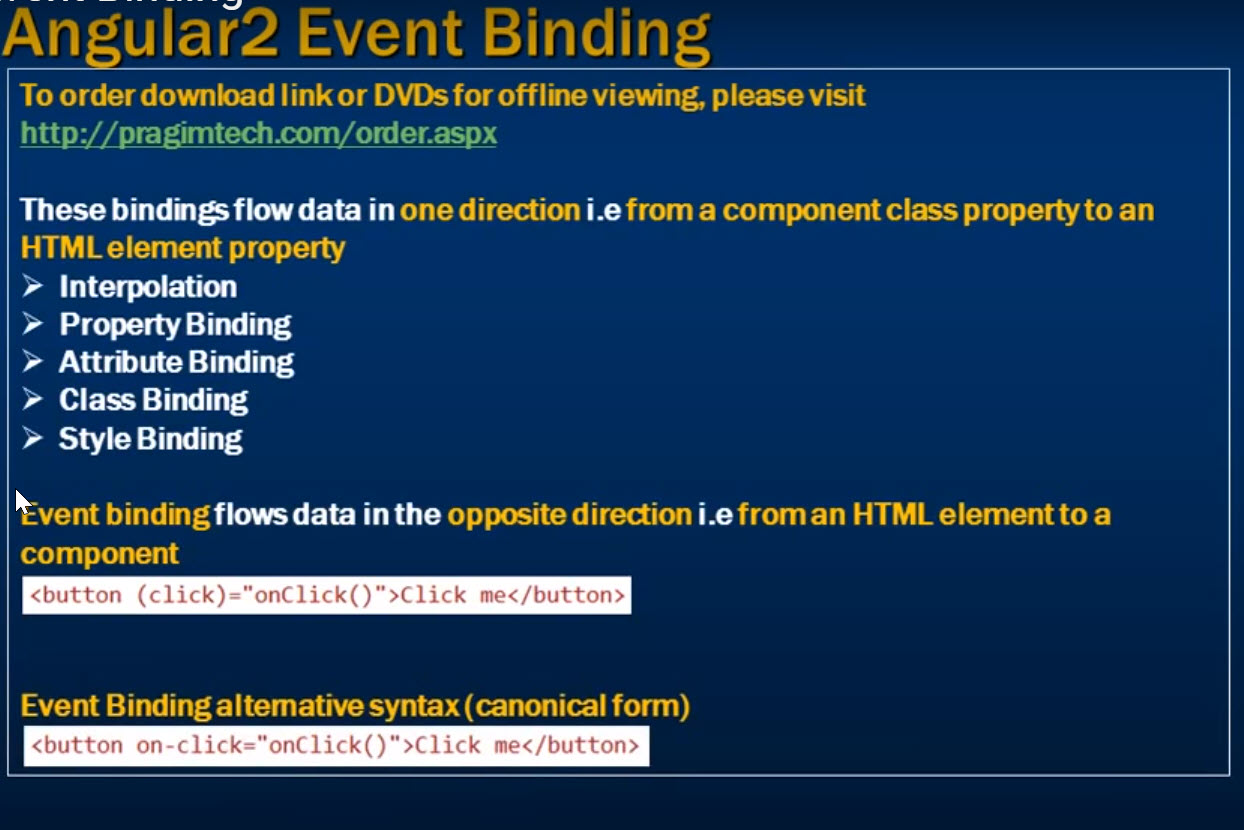 Angular2 Event Binding
To order download link or DVDs for offline viewing, please visit
http://pragimtech.com/order.aspx
These bindings flow data in one direction i.e from a component class property to an
HTML element property
➢ Interpolation
➢ Property Binding
➢ Attribute Binding
➢ Class Binding
➢ Style Binding
Event binding flows data in the opposite direction i.e from an HTML element to a
component
<button (click)="onClick()">Click me</button>
Event Binding alternative syntax (canonical form)
<button on-click="onClick()">Click me</button>